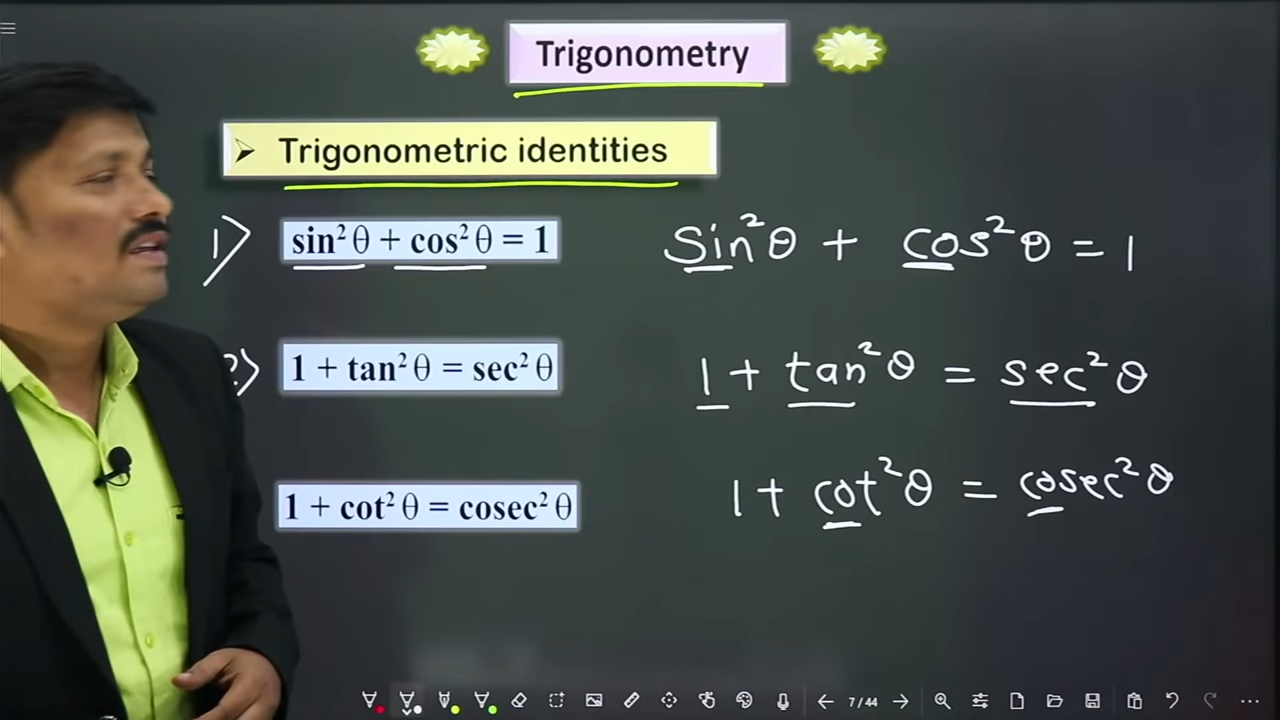 Trigonometry
➢ Trigonometric identities
1) sin²θ + cos²θ = 1 Sin²θ + cos²θ = 1
2) 1 + tan²θ = sec²θ 1 + tan²θ = sec²θ
1 + cot²θ = cosec²θ 1 + cot²θ = cosec²θ
7/44